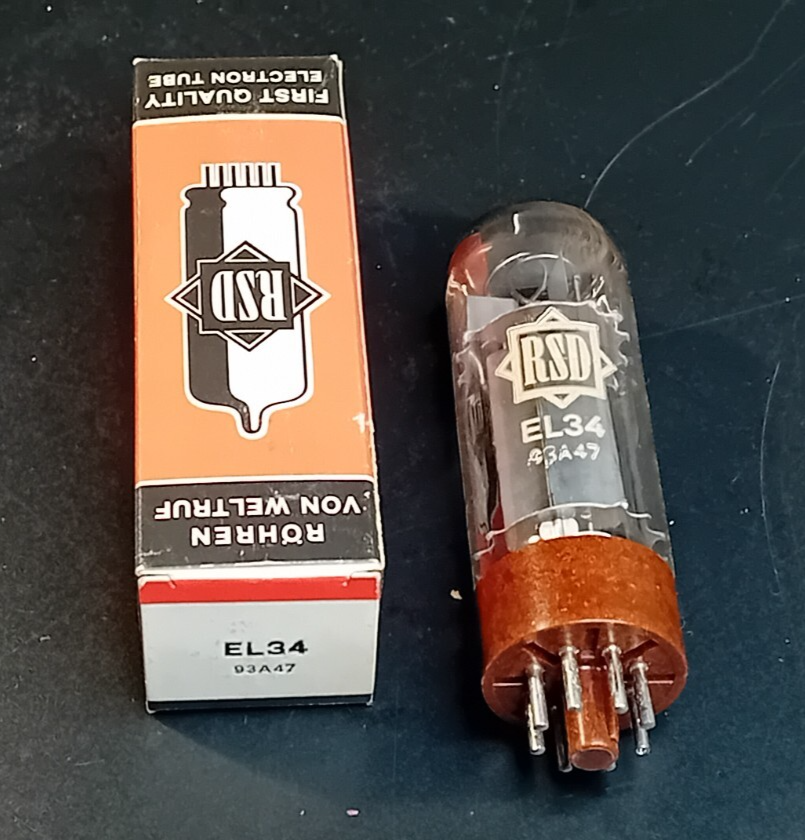 FIRST QUALITY
ELECTRON TUBE
RSD
RÖHREN
VON WELTRUF
EL34
93A47
RSD
EL34
93A47